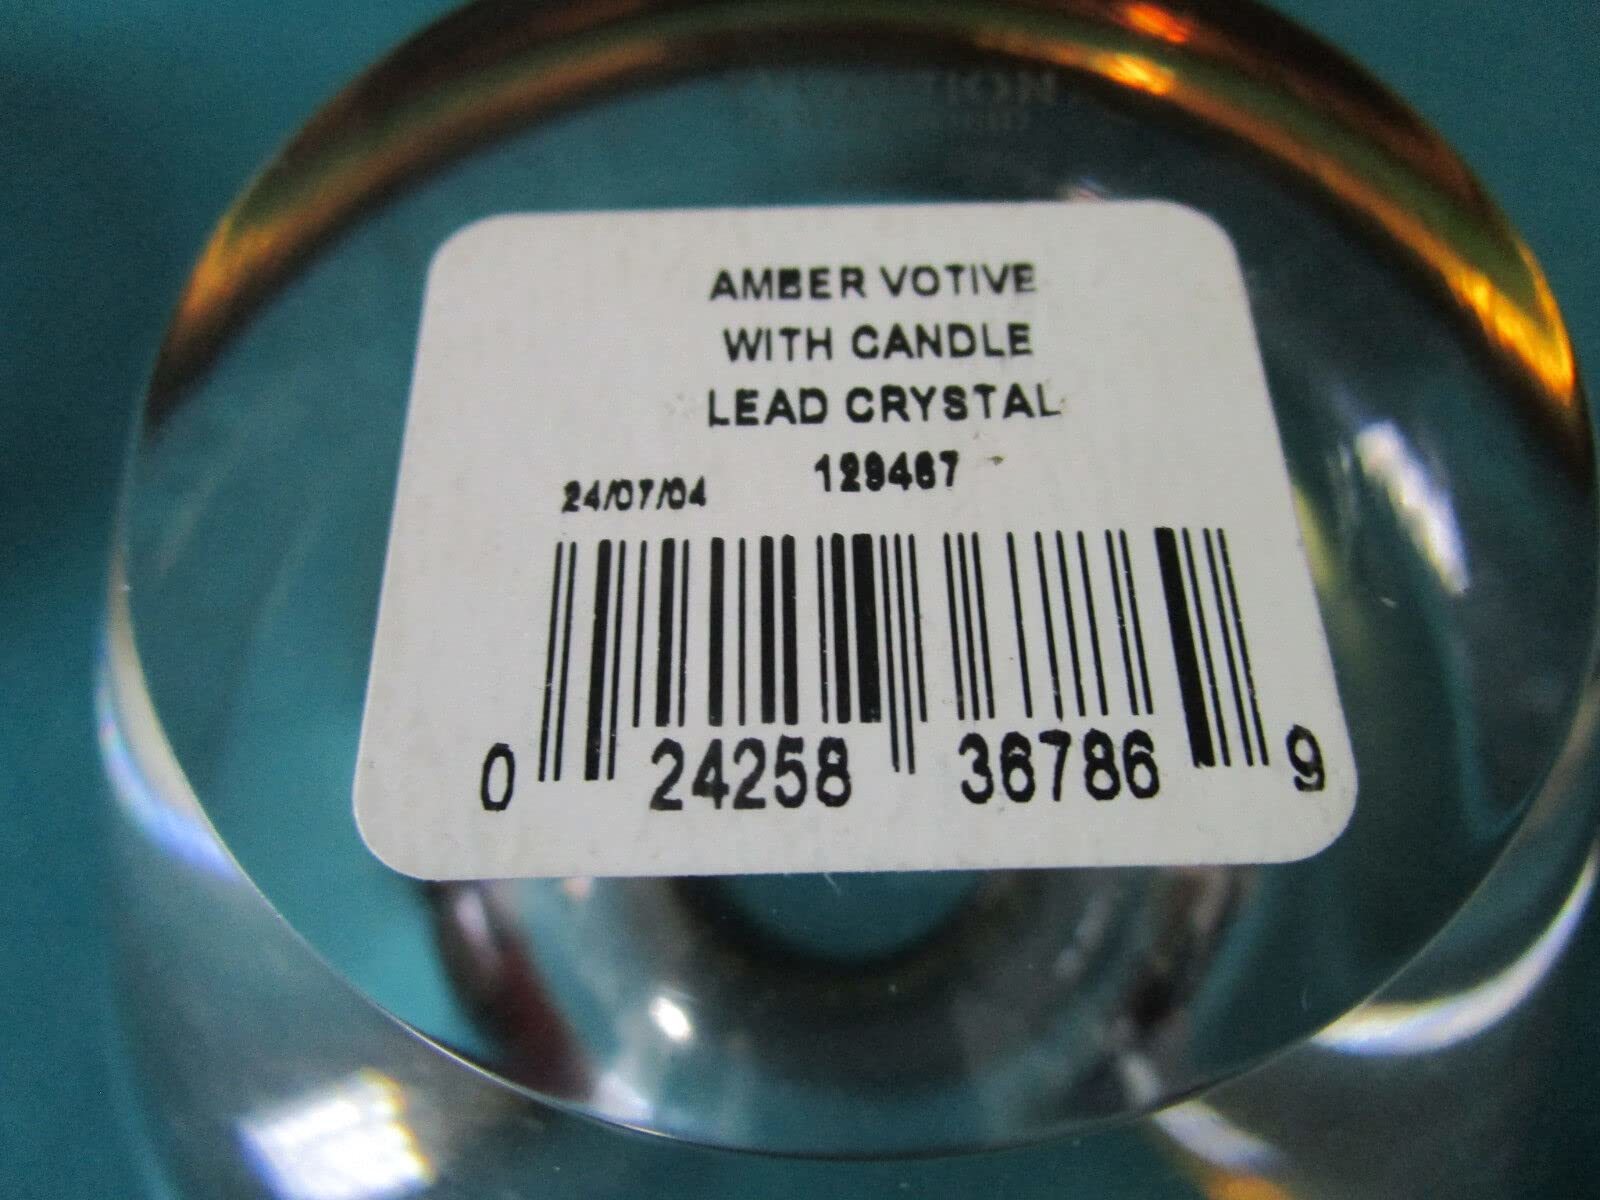 AMBER VOTIVE
WITH CANDLE
LEAD CRYSTAL
24/07/04 129467
0 24258 36786 9